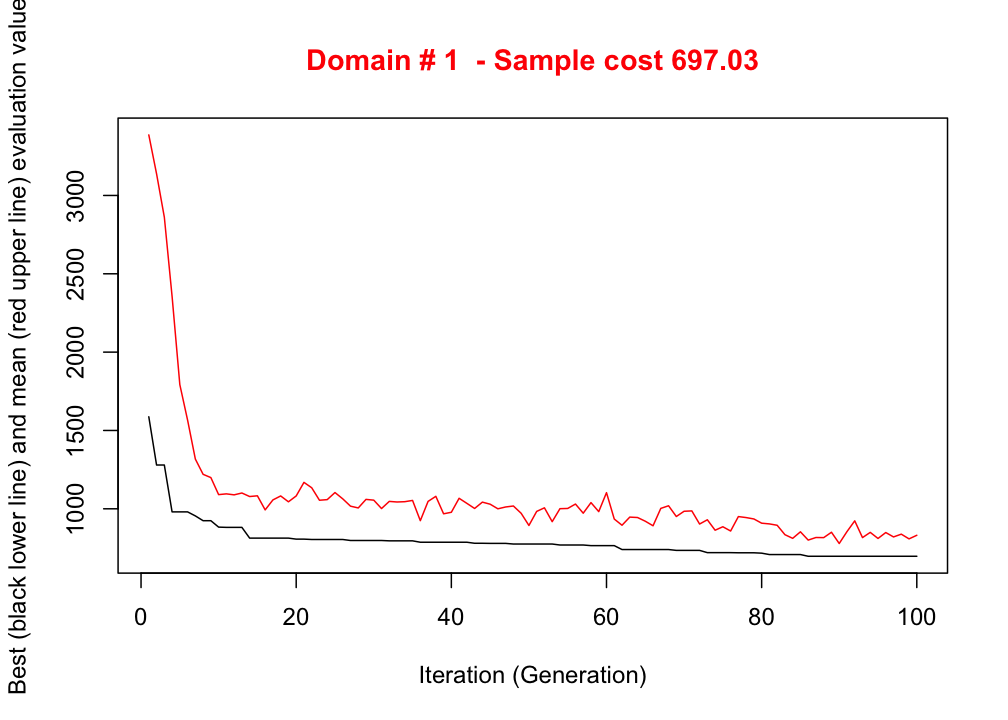 Domain # 1 - Sample cost 697.03
Best (black lower line) and mean (red upper line) evaluation value
3000
2500
2000
1500
1000
0 20 40 60 80 100
Iteration (Generation)